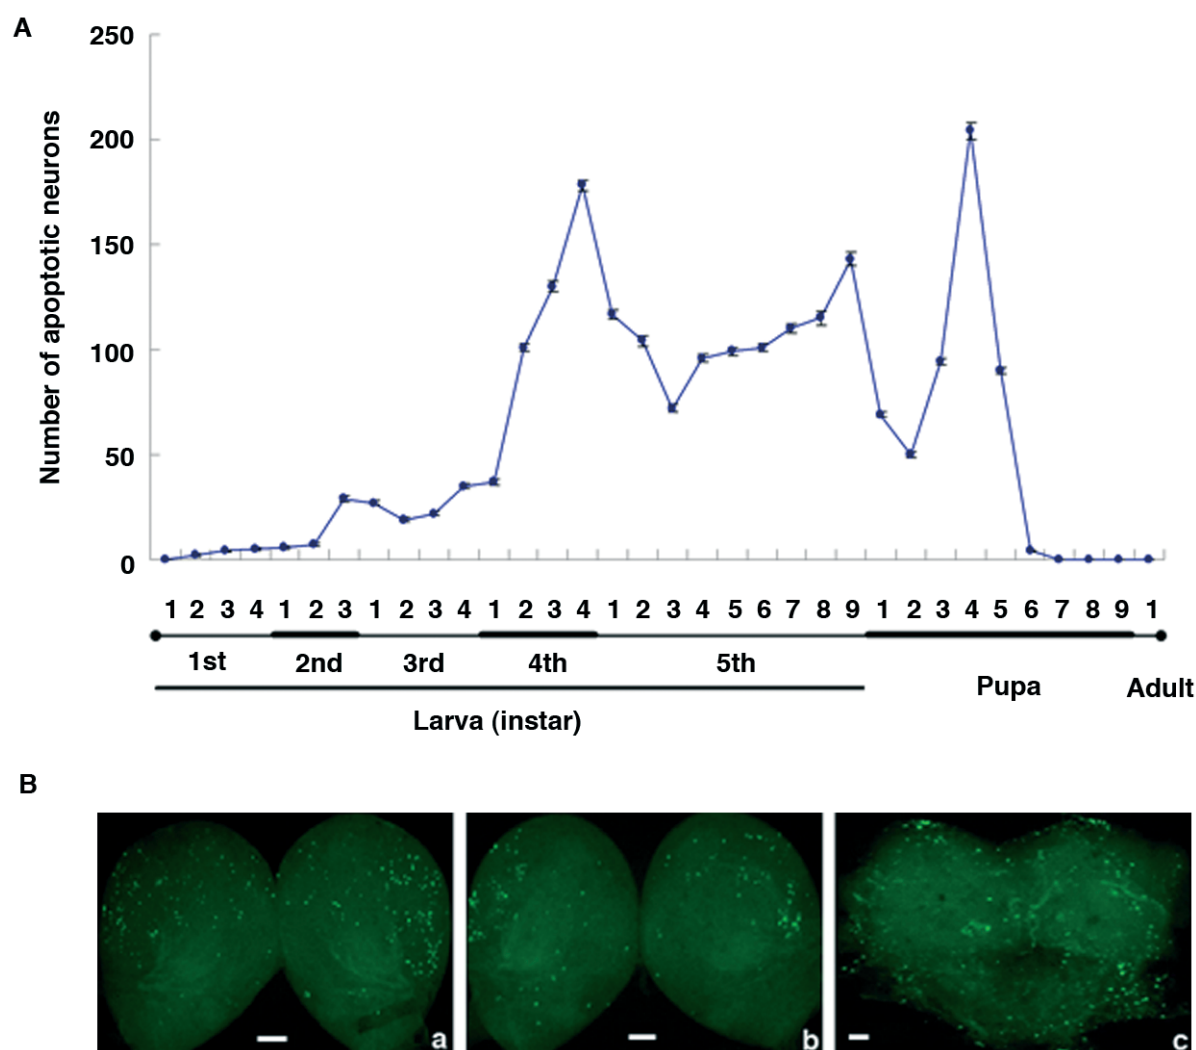 A
Number of apoptotic neurons
250
200
150
100
50
0
1 2 3 4 1 2 3 1 2 3 4 1 2 3 4 1 2 3 4 5 6 7 8 9 1 2 3 4 5 6 7 8 9 1
1st 2nd 3rd 4th 5th
Pupa Adult
Larva (instar)
B
a b c